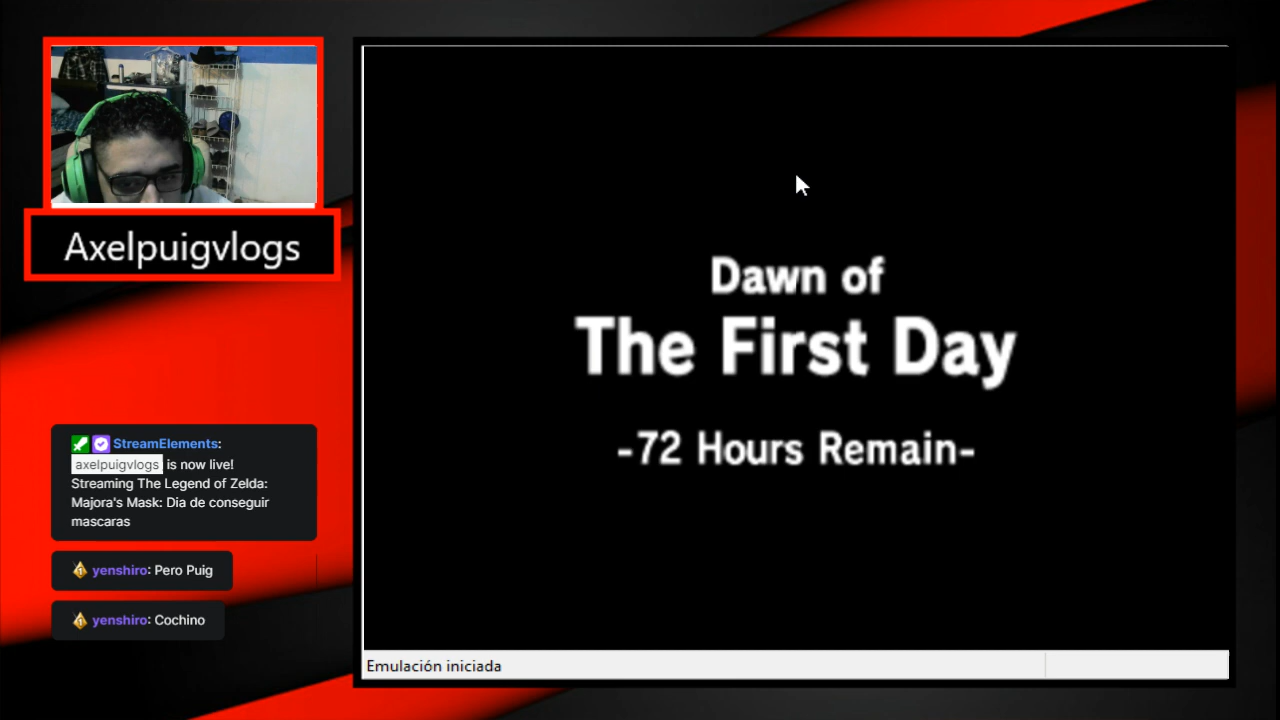 Axelpuigvlogs
StreamElements:
axelpuigvlogs is now live!
Streaming The Legend of Zelda:
Majora's Mask: Dia de conseguir
mascaras
yenshiro: Pero Puig
yenshiro: Cochino
Dawn of
The First Day
-72 Hours Remain-
Emulación iniciada